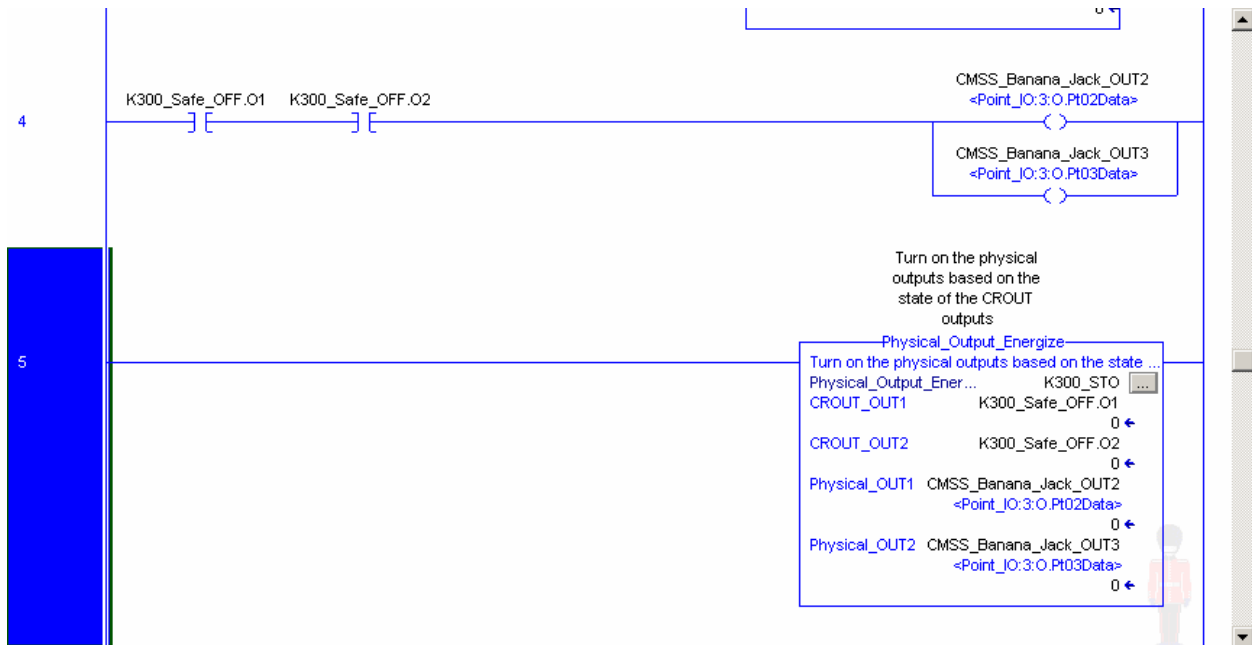 0
4
K300_Safe_OFF.O1 K300_Safe_OFF.O2
CMSS_Banana_Jack_OUT2
<Point_IO:3:O.Pt02Data>
CMSS_Banana_Jack_OUT3
<Point_IO:3:O.Pt03Data>
5
Turn on the physical
outputs based on the
state of the CROUT
outputs
Physical_Output_Energize
Turn on the physical outputs based on the state ...
Physical_Output_Ener... K300_STO ...
CROUT_OUT1 K300_Safe_OFF.O1
0
CROUT_OUT2 K300_Safe_OFF.O2
0
Physical_OUT1 CMSS_Banana_Jack_OUT2
<Point_IO:3:O.Pt02Data>
0
Physical_OUT2 CMSS_Banana_Jack_OUT3
<Point_IO:3:O.Pt03Data>
0